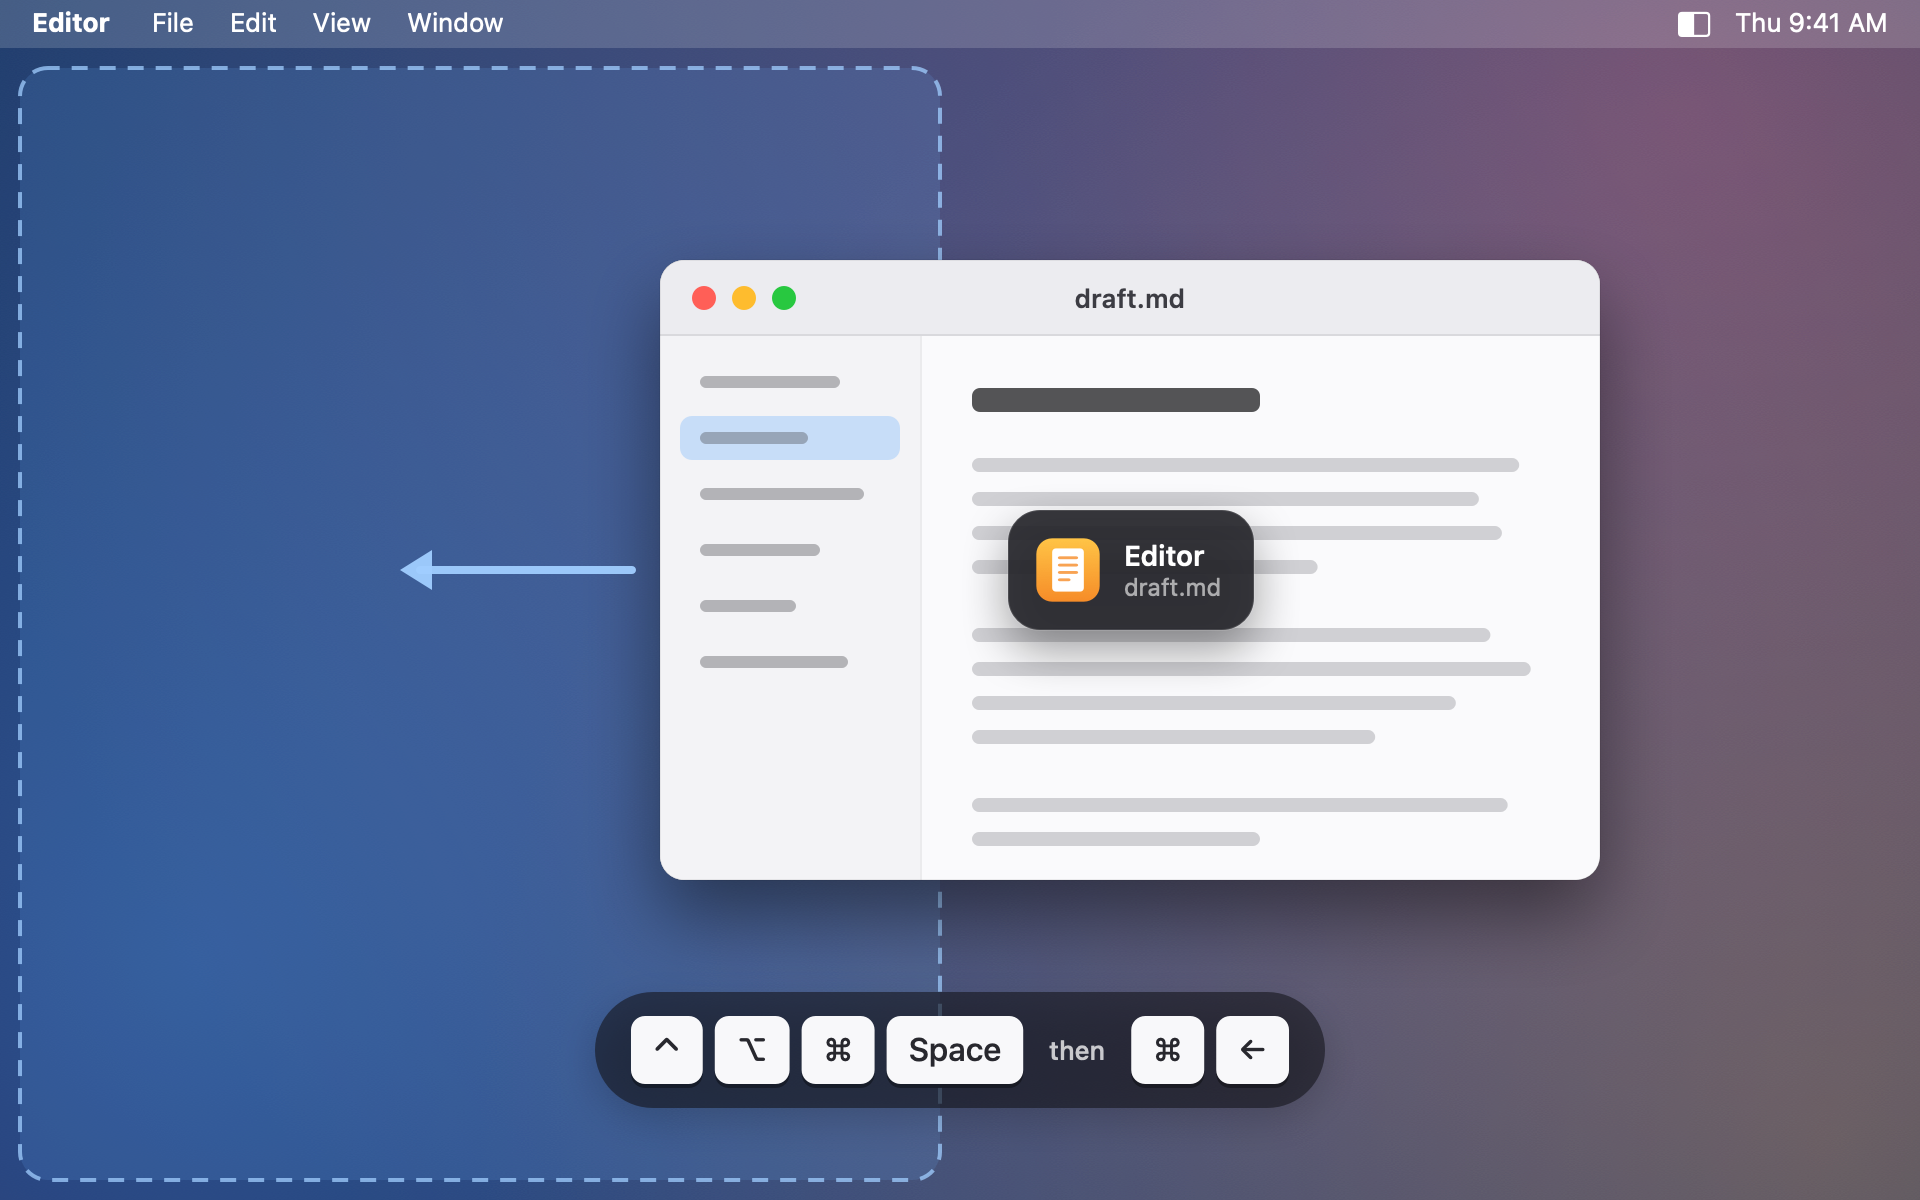 Editor File Edit View Window Thu 9:41 AM
draft.md
Editor
draft.md
^ ⌥ ⌘ Space then ⌘ ←